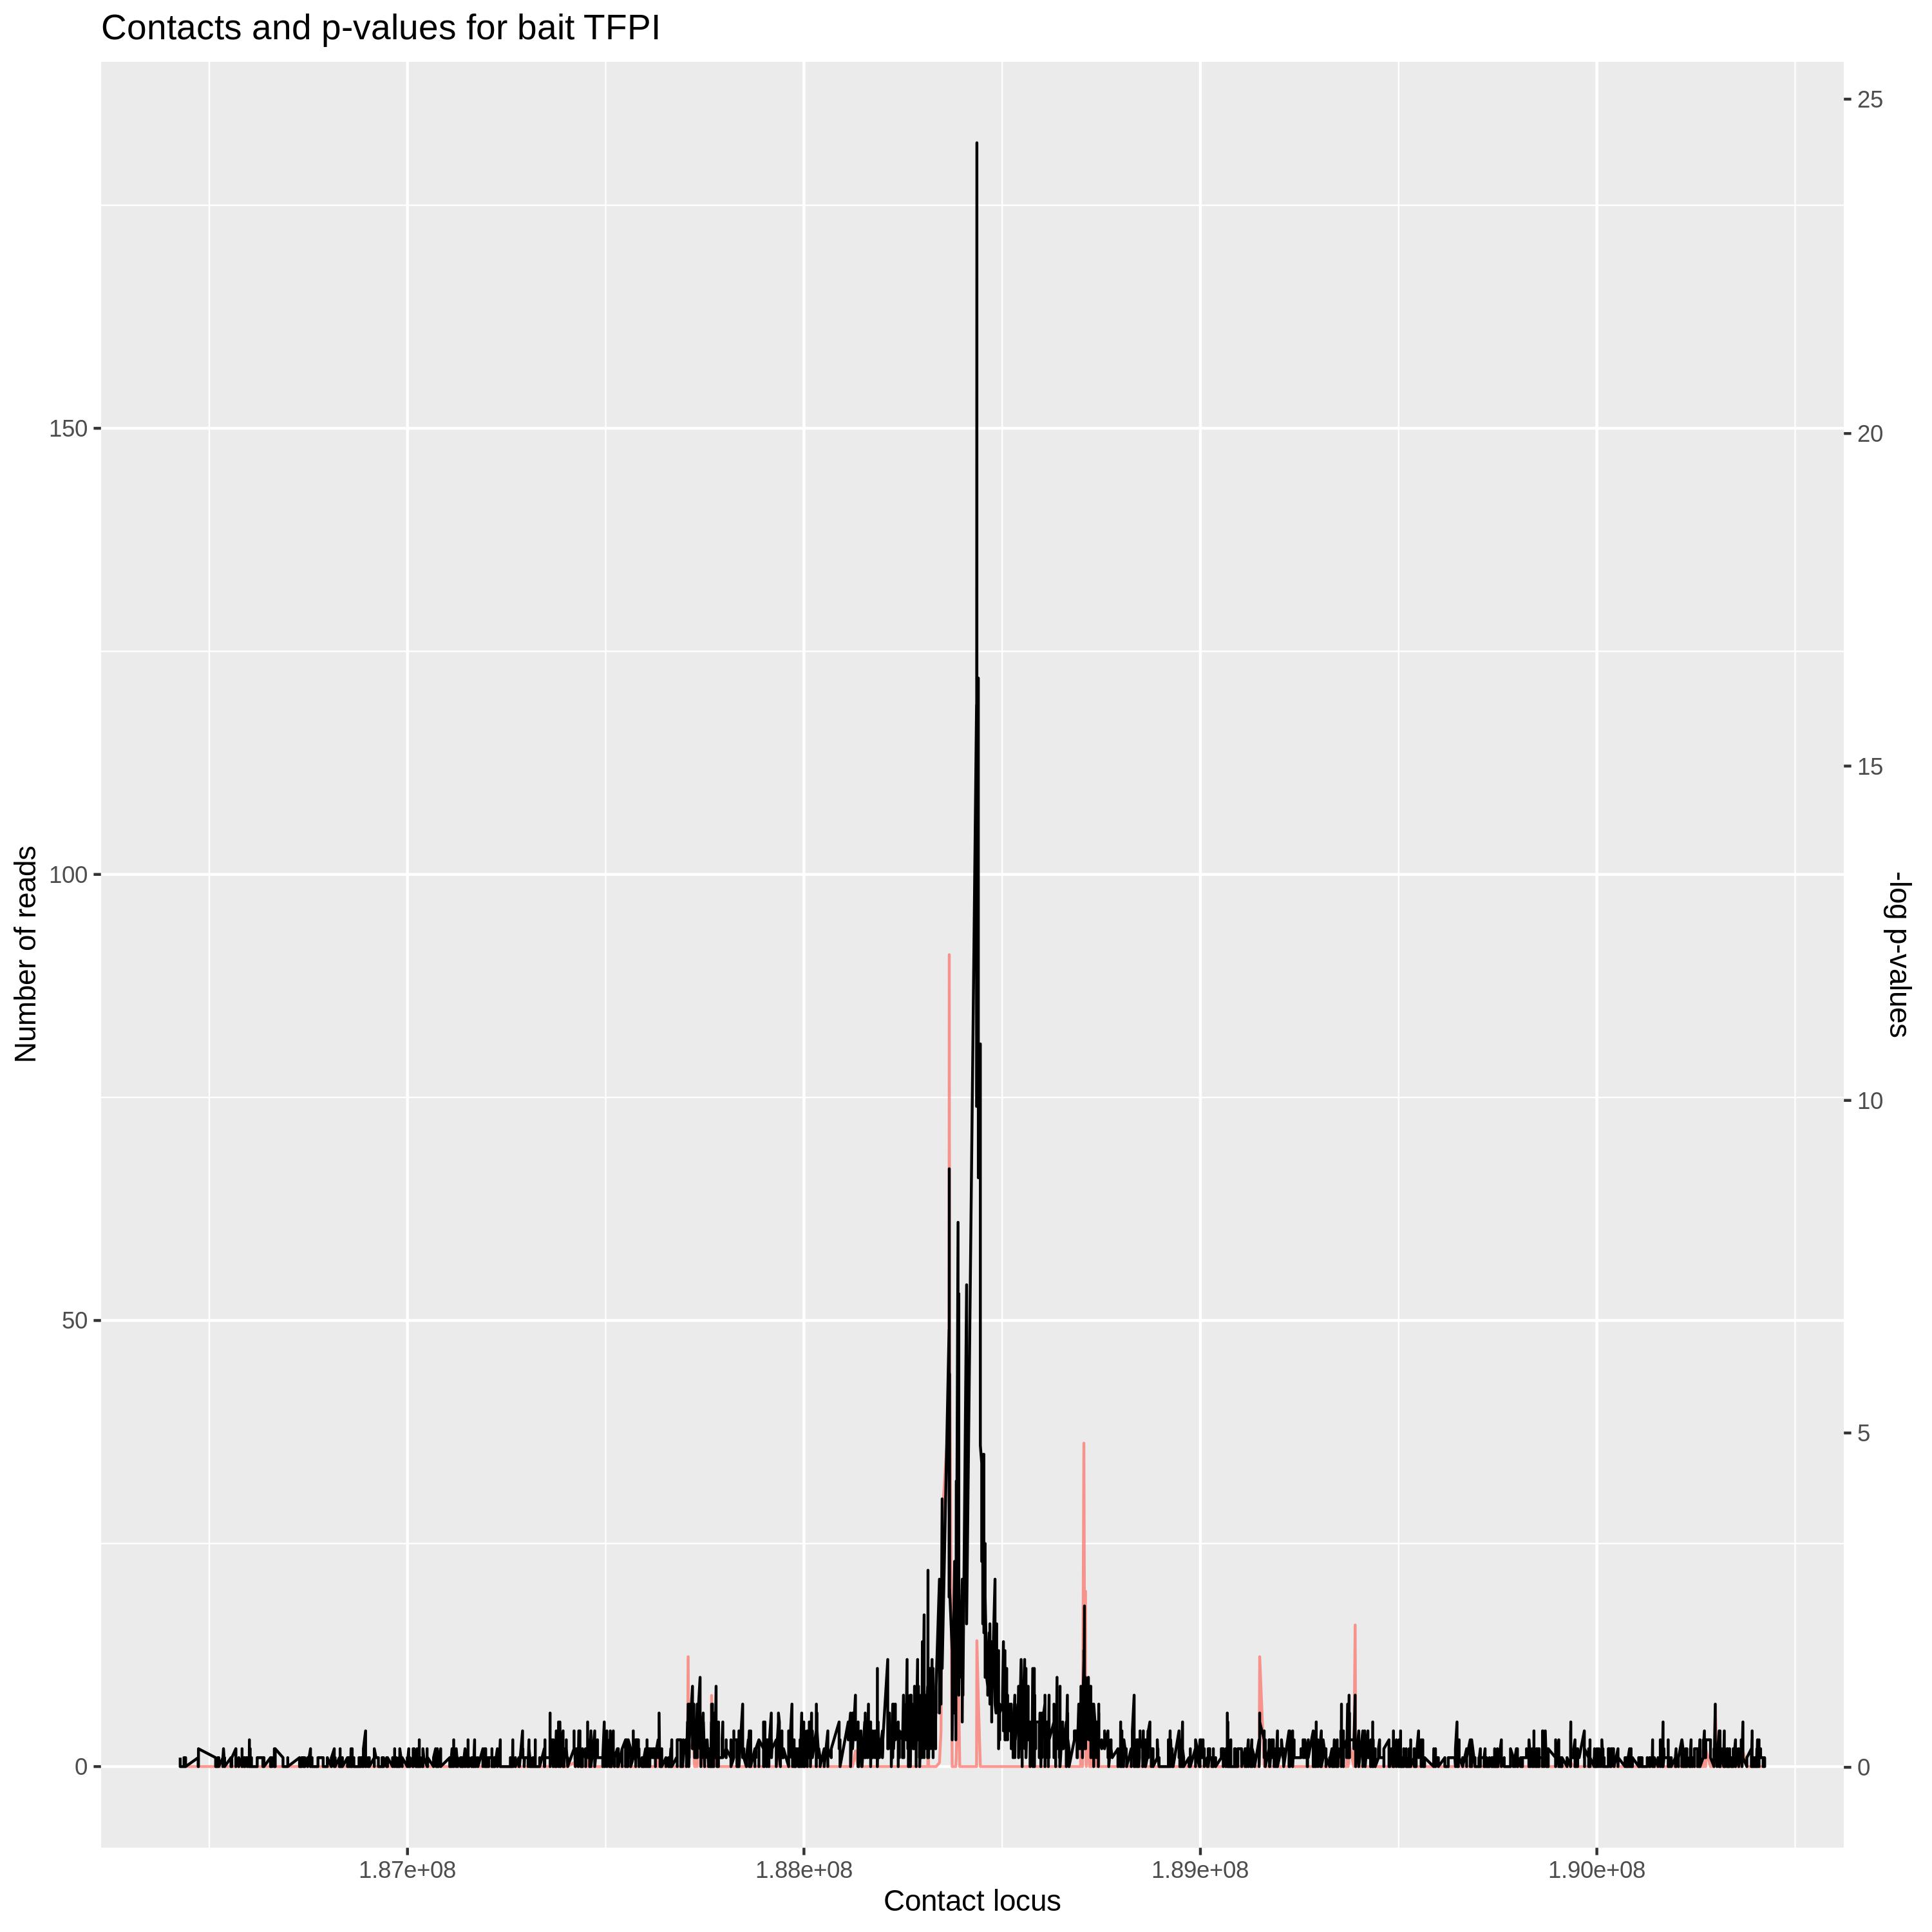 Contacts and p-values for bait TFPI
Number of reads
150
100
50
0
25
20
15
10
5
0
-log p-values
1.87e+08
1.88e+08
1.89e+08
1.90e+08
Contact locus